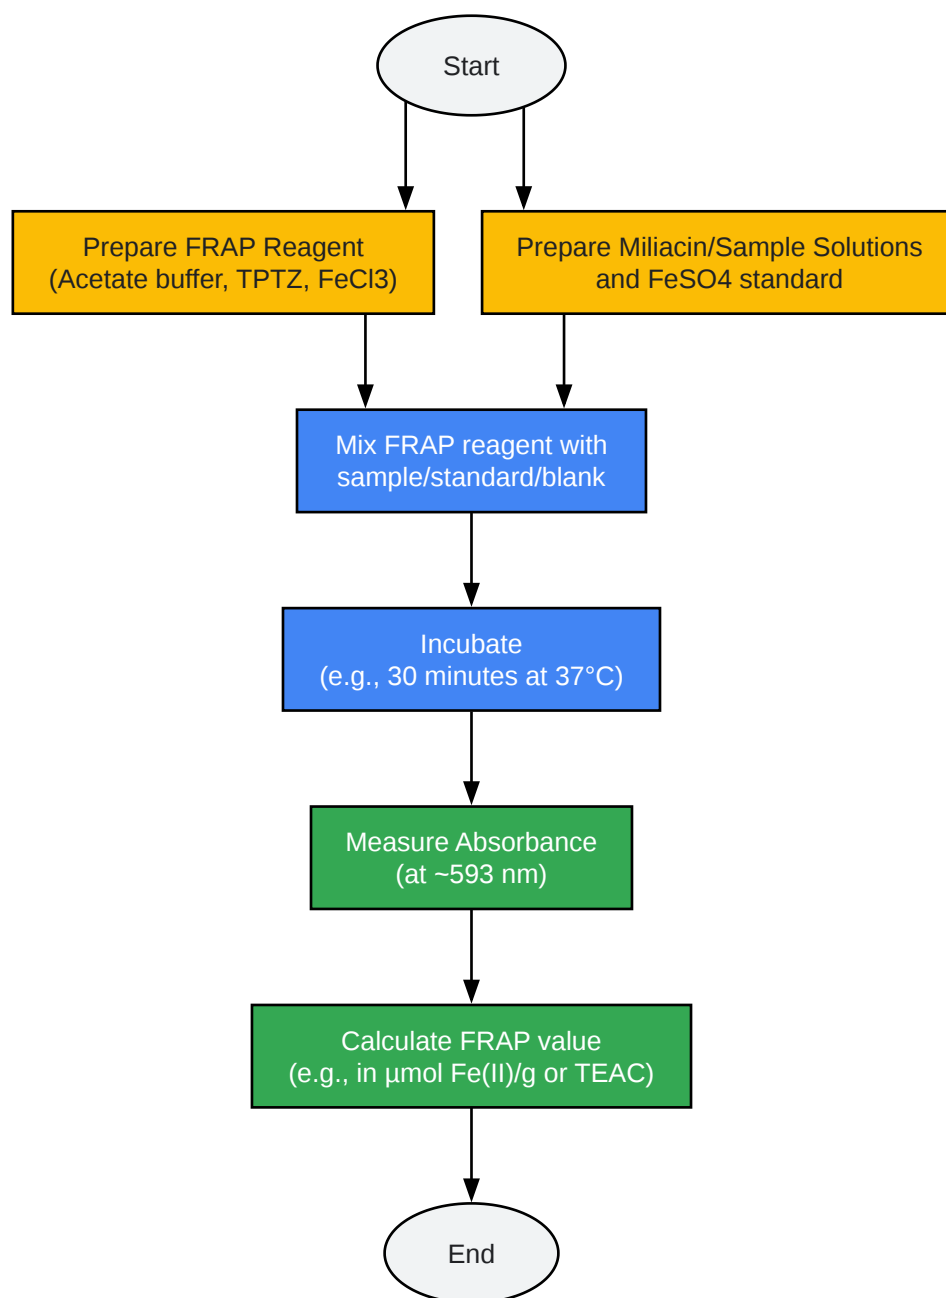 Start
Prepare FRAP Reagent
(Acetate buffer, TPTZ, FeCl3)
Prepare Miliacin/Sample Solutions
and FeSO4 standard
Mix FRAP reagent with
sample/standard/blank
Incubate
(e.g., 30 minutes at 37°C)
Measure Absorbance
(at ~593 nm)
Calculate FRAP value
(e.g., in µmol Fe(II)/g or TEAC)
End